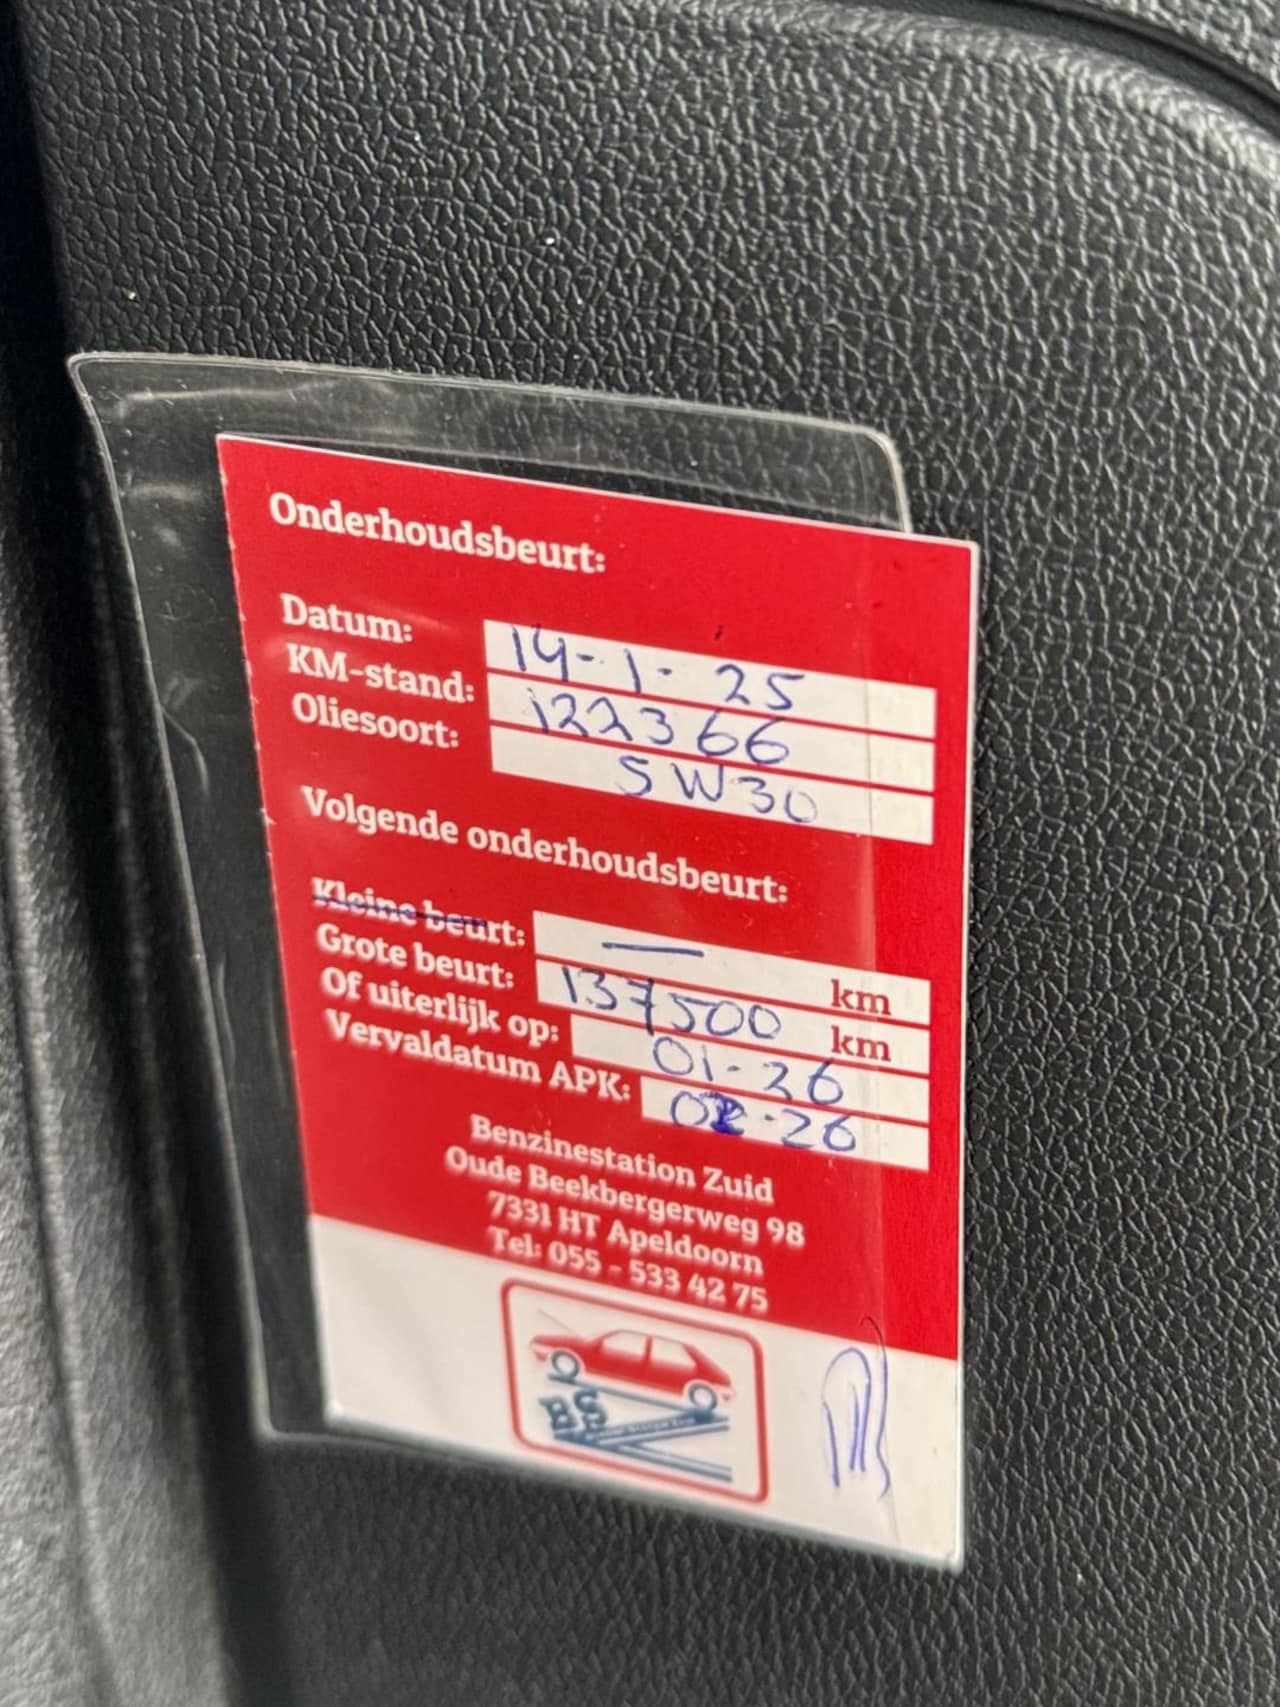 Onderhoudsbeurt:
Datum: 14-1-25
KM-stand: 122366
Oliesoort: 5W30
Volgende onderhoudsbeurt:
Kleine beurt: — km
Grote beurt: 137500 km
Of uiterlijk op: 01-26
Vervaldatum APK: 02-26
Benzinestation Zuid
Oude Beekbergerweg 98
7331 HT Apeldoorn
Tel: 055 - 533 42 75
BSZ